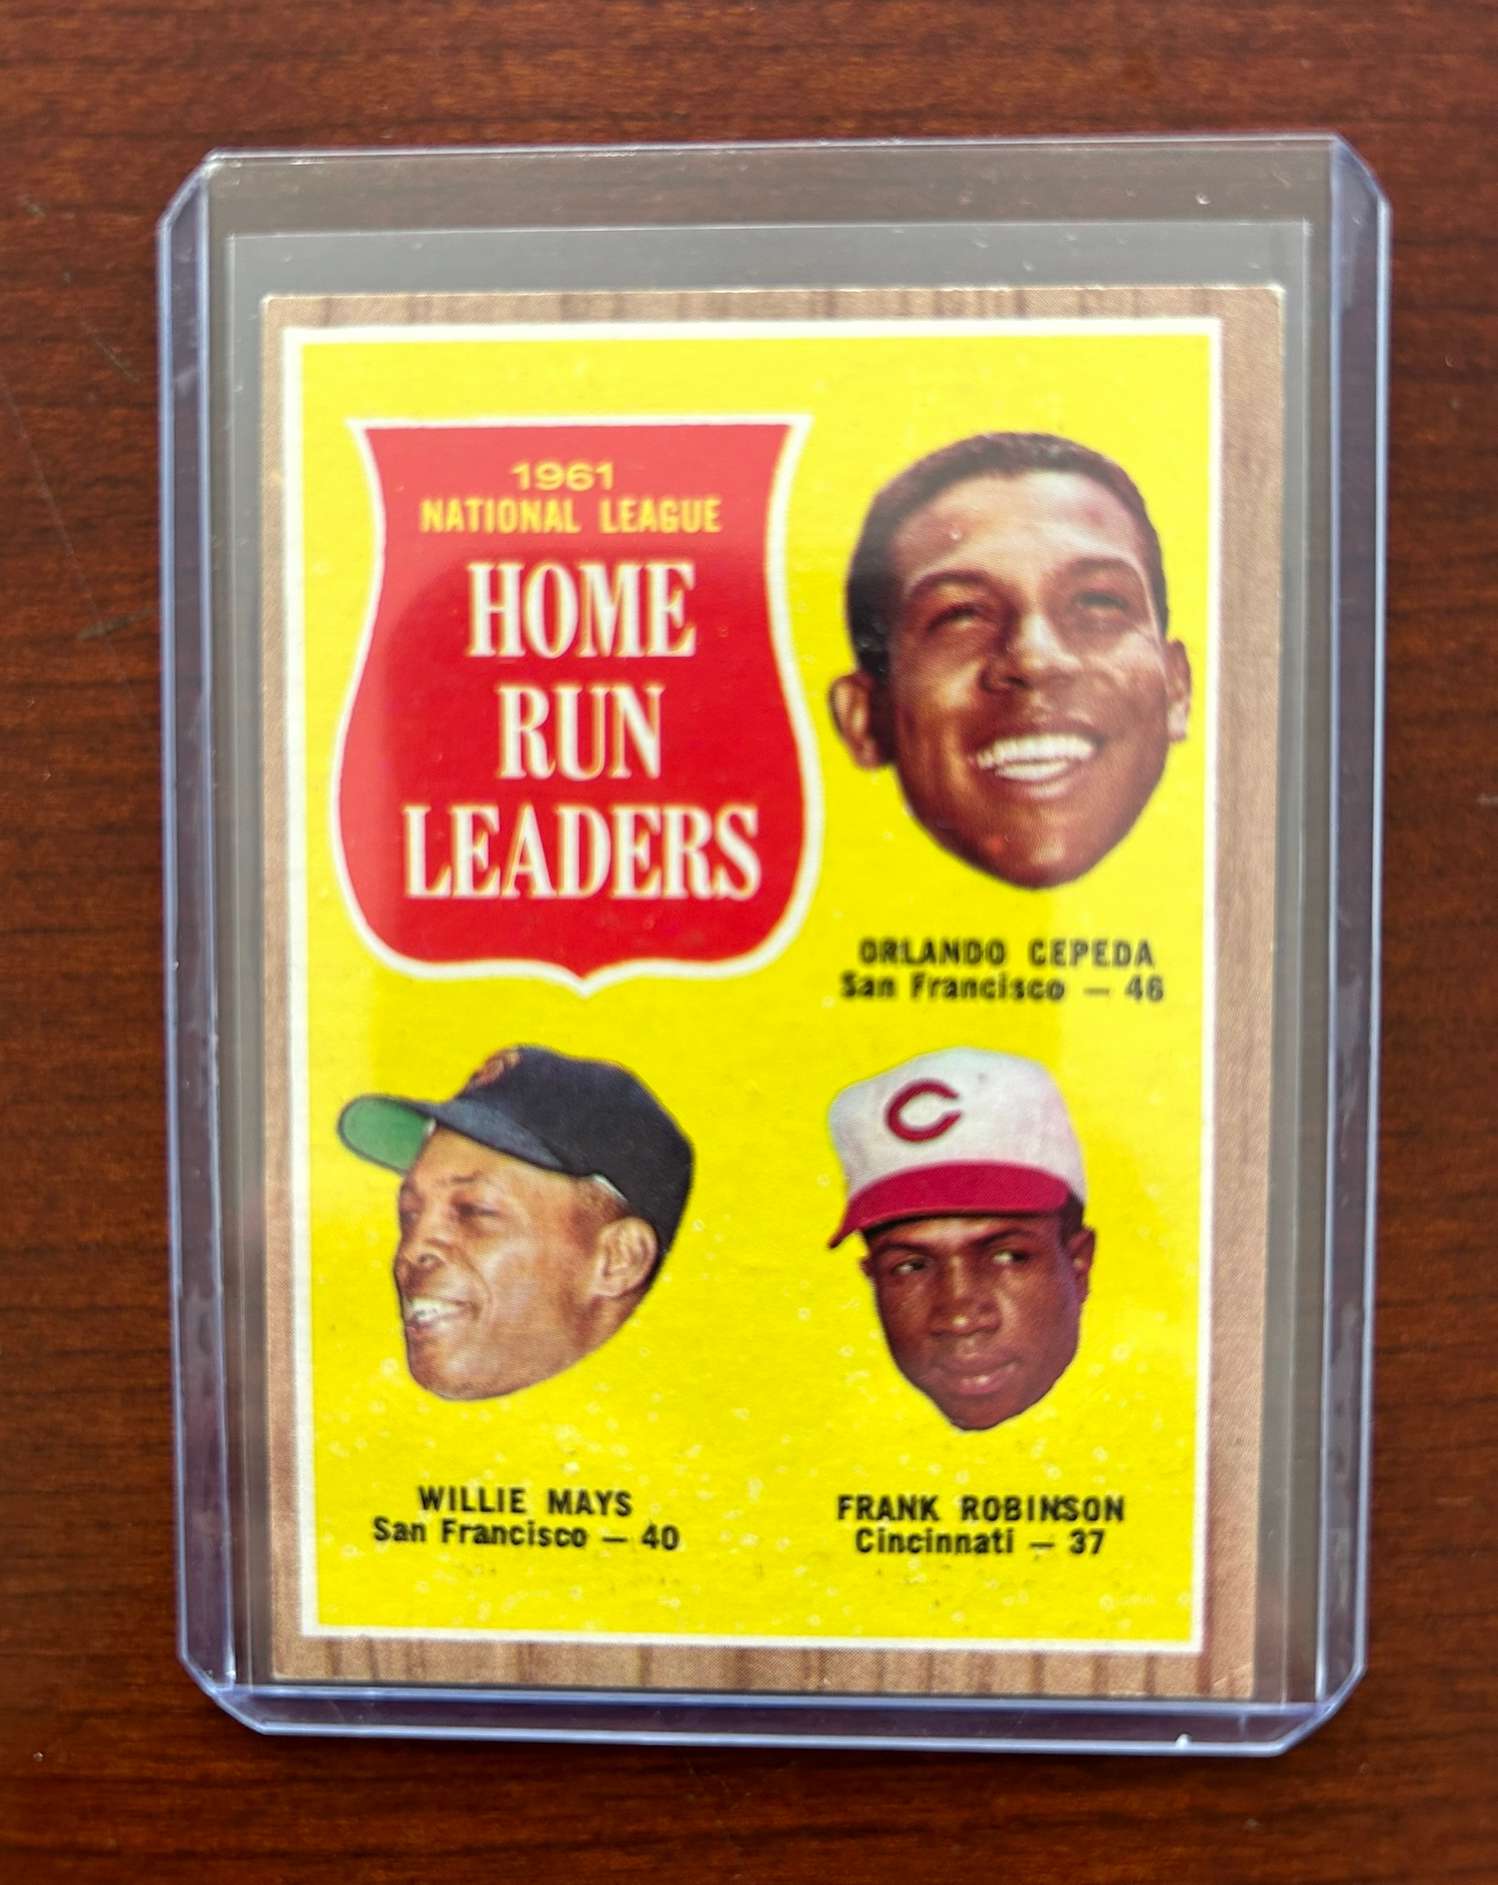 1961
NATIONAL LEAGUE
HOME
RUN
LEADERS
ORLANDO CEPEDA
San Francisco — 46
C
WILLIE MAYS
San Francisco — 40
FRANK ROBINSON
Cincinnati — 37